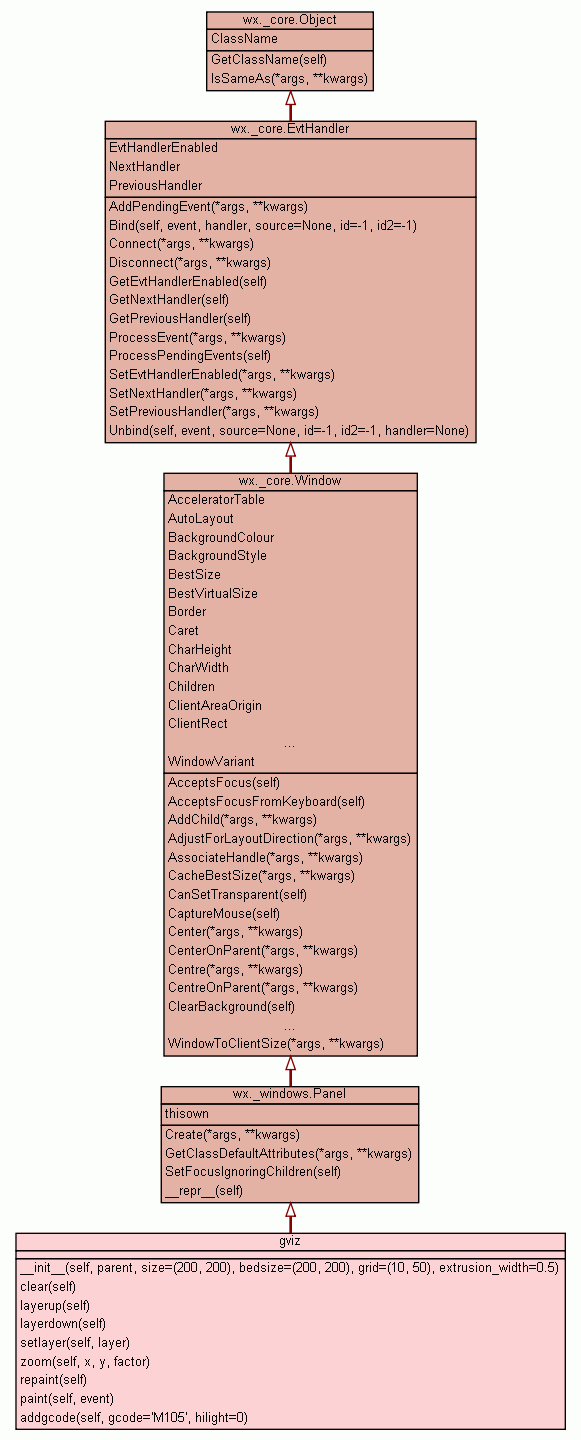 wx._core.Object
ClassName
GetClassName(self)
IsSameAs(*args, **kwargs)
wx._core.EvtHandler
EvtHandlerEnabled
NextHandler
PreviousHandler
AddPendingEvent(*args, **kwargs)
Bind(self, event, handler, source=None, id=-1, id2=-1)
Connect(*args, **kwargs)
Disconnect(*args, **kwargs)
GetEvtHandlerEnabled(self)
GetNextHandler(self)
GetPreviousHandler(self)
ProcessEvent(*args, **kwargs)
ProcessPendingEvents(self)
SetEvtHandlerEnabled(*args, **kwargs)
SetNextHandler(*args, **kwargs)
SetPreviousHandler(*args, **kwargs)
Unbind(self, event, source=None, id=-1, id2=-1, handler=None)
wx._core.Window
AcceleratorTable
AutoLayout
BackgroundColour
BackgroundStyle
BestSize
BestVirtualSize
Border
Caret
CharHeight
CharWidth
Children
ClientAreaOrigin
ClientRect
...
WindowVariant
AcceptsFocus(self)
AcceptsFocusFromKeyboard(self)
AddChild(*args, **kwargs)
AdjustForLayoutDirection(*args, **kwargs)
AssociateHandle(*args, **kwargs)
CacheBestSize(*args, **kwargs)
CanSetTransparent(self)
CaptureMouse(self)
Center(*args, **kwargs)
CenterOnParent(*args, **kwargs)
Centre(*args, **kwargs)
CentreOnParent(*args, **kwargs)
ClearBackground(self)
...
WindowToClientSize(*args, **kwargs)
wx._windows.Panel
thisown
Create(*args, **kwargs)
GetClassDefaultAttributes(*args, **kwargs)
SetFocusIgnoringChildren(self)
__repr__(self)
gviz
__init__(self, parent, size=(200, 200), bedsize=(200, 200), grid=(10, 50), extrusion_width=0.5)
clear(self)
layerup(self)
layerdown(self)
setlayer(self, layer)
zoom(self, x, y, factor)
repaint(self)
paint(self, event)
addgcode(self, gcode='M105', hilight=0)